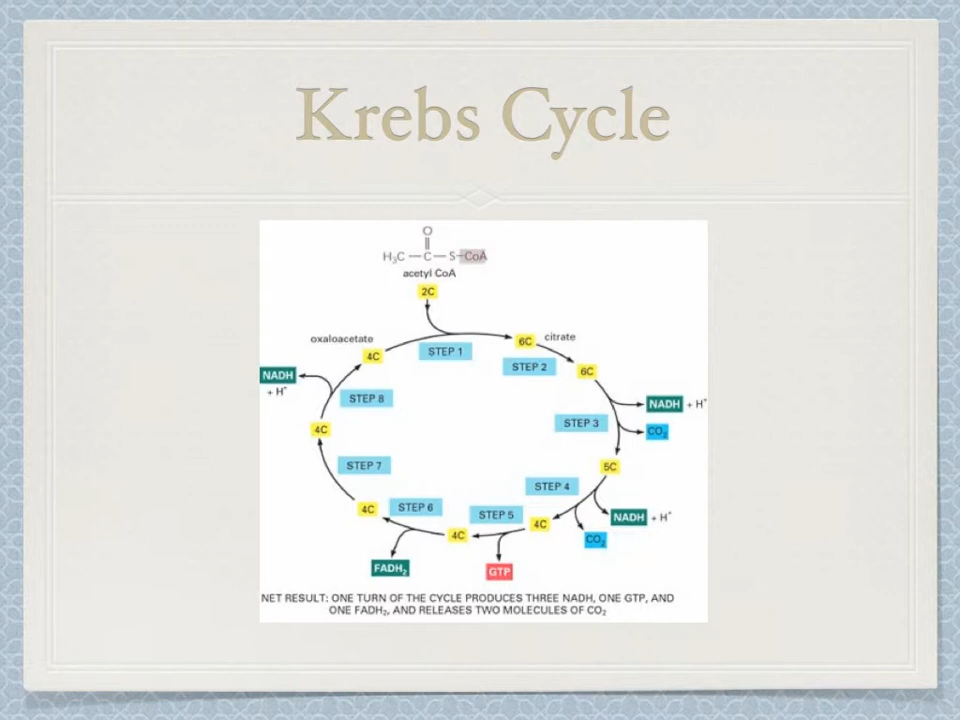 Krebs Cycle
O
H₃C — C — S–CoA
acetyl CoA
2C
oxaloacetate
4C
STEP 1
6C
citrate
STEP 2
6C
NADH
+ H⁺
STEP 8
NADH + H⁺
STEP 3
CO₂
4C
STEP 7
5C
STEP 4
4C
STEP 6
STEP 5
4C
NADH + H⁺
4C
CO₂
FADH₂
GTP
NET RESULT: ONE TURN OF THE CYCLE PRODUCES THREE NADH, ONE GTP, AND
ONE FADH₂, AND RELEASES TWO MOLECULES OF CO₂